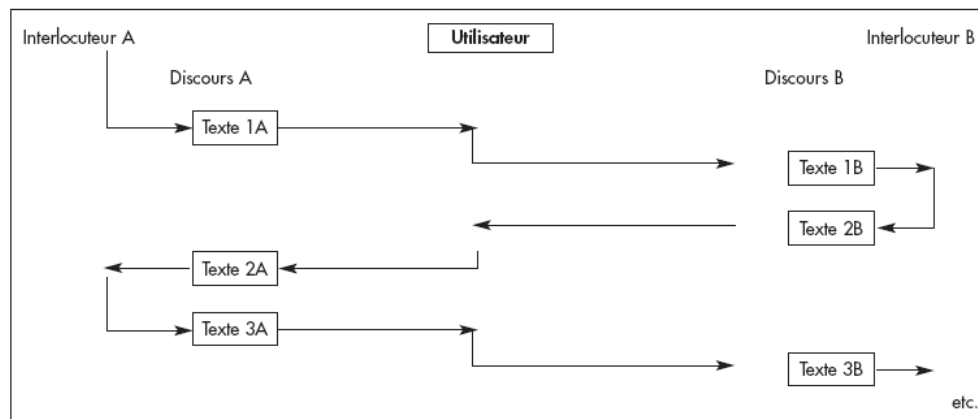 Interlocuteur A Utilisateur Interlocuteur B
Discours A Discours B
Texte 1A
Texte 1B
Texte 2B
Texte 2A
Texte 3A
Texte 3B
etc.